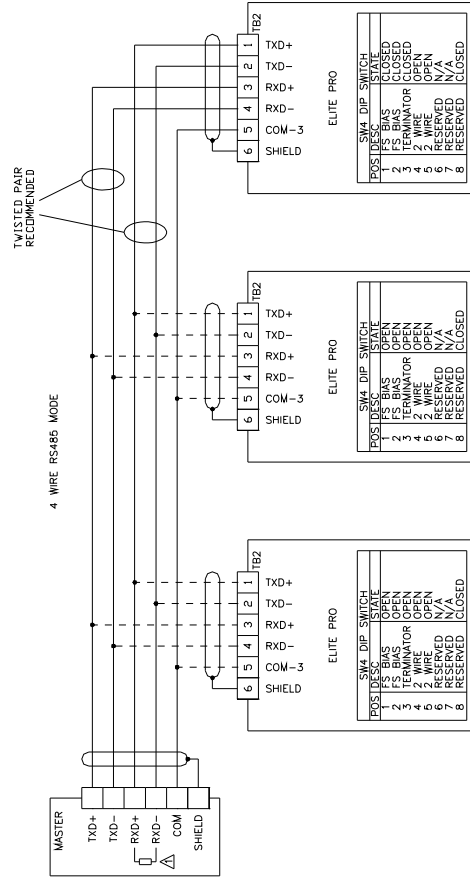 4 WIRE RS485 MODE
TWISTED PAIR
RECOMMENDED
MASTER
TXD+
TXD-
RXD+
RXD-
COM
SHIELD
TB2
1 TXD+
2 TXD-
3 RXD+
4 RXD-
5 COM-3
6 SHIELD
ELITE PRO
SW4 DIP SWITCH
POS DESC STATE
1 FS BIAS OPEN
2 FS BIAS OPEN
3 TERMINATOR OPEN
4 2 WIRE OPEN
5 2 WIRE OPEN
6 RESERVED N/A
7 RESERVED N/A
8 RESERVED CLOSED
TB2
1 TXD+
2 TXD-
3 RXD+
4 RXD-
5 COM-3
6 SHIELD
ELITE PRO
SW4 DIP SWITCH
POS DESC STATE
1 FS BIAS OPEN
2 FS BIAS OPEN
3 TERMINATOR OPEN
4 2 WIRE OPEN
5 2 WIRE OPEN
6 RESERVED N/A
7 RESERVED N/A
8 RESERVED CLOSED
TB2
1 TXD+
2 TXD-
3 RXD+
4 RXD-
5 COM-3
6 SHIELD
ELITE PRO
SW4 DIP SWITCH
POS DESC STATE
1 FS BIAS CLOSED
2 FS BIAS CLOSED
3 TERMINATOR CLOSED
4 2 WIRE OPEN
5 2 WIRE OPEN
6 RESERVED N/A
7 RESERVED N/A
8 RESERVED CLOSED